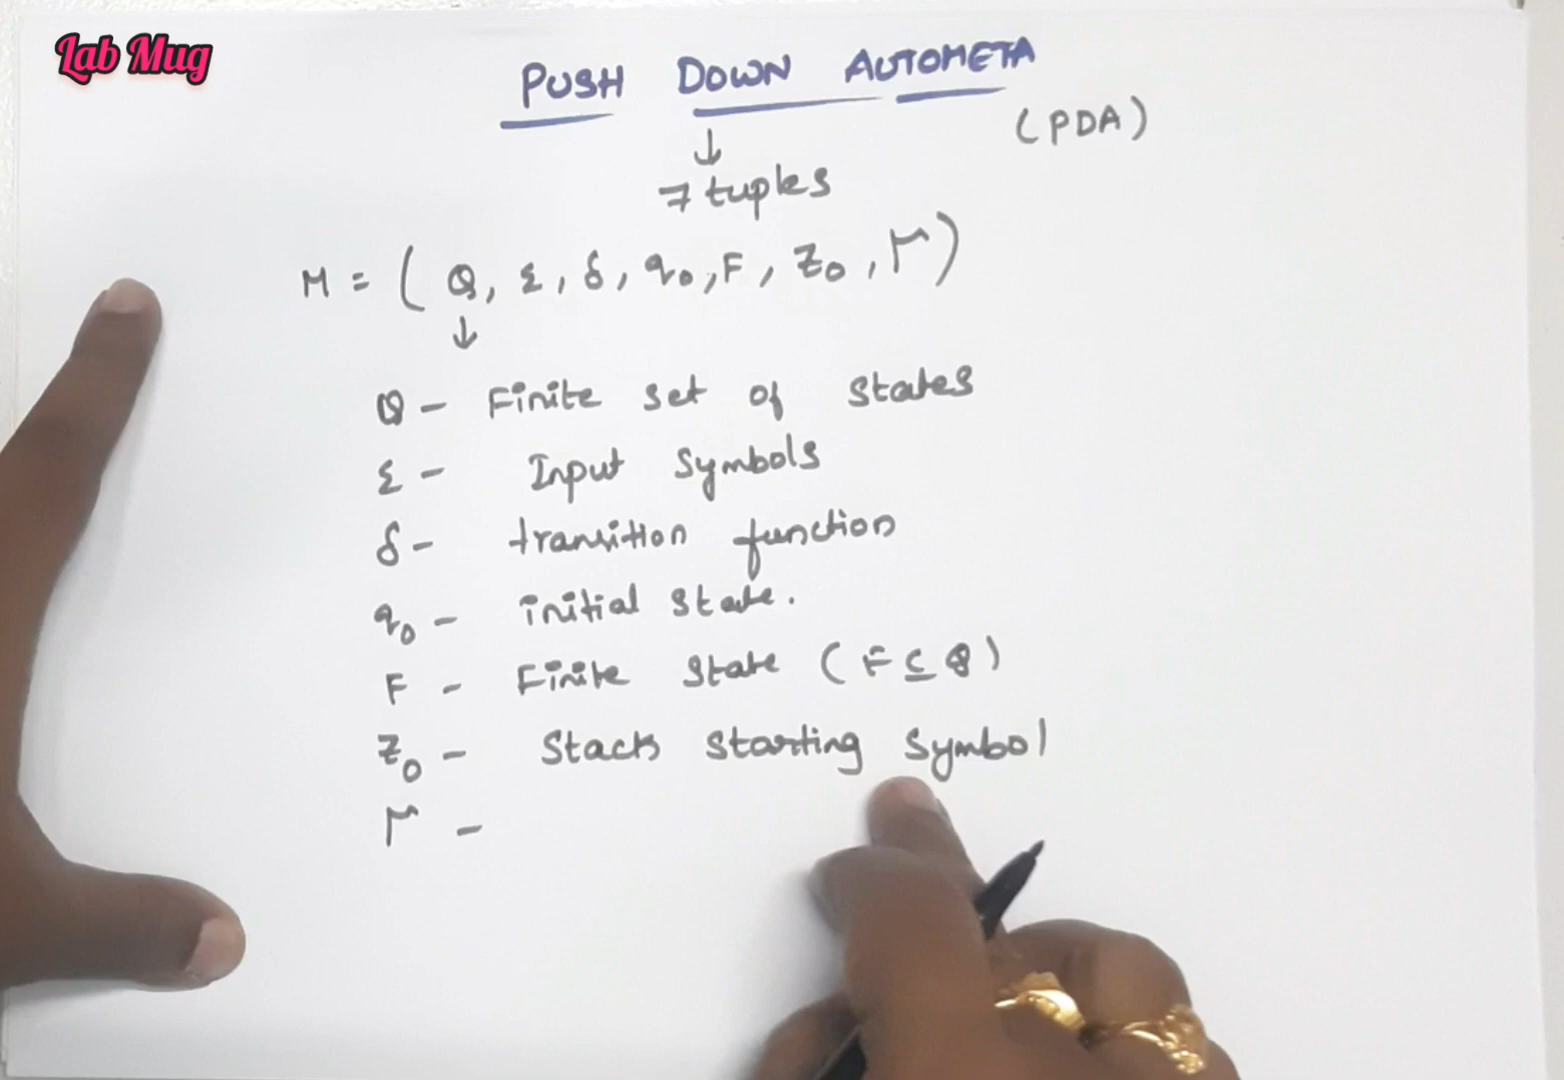 Lab Mug
PUSH DOWN AUTOMETA
(PDA)
↓
7 tuples
M = ( Q, Σ, δ, q₀, F, Z₀, Γ )
↓
Q - Finite set of states
Σ - Input Symbols
δ - transition function
q₀ - initial state.
F - Finite state ( F ⊆ Q )
Z₀ - Stack starting symbol
Γ -